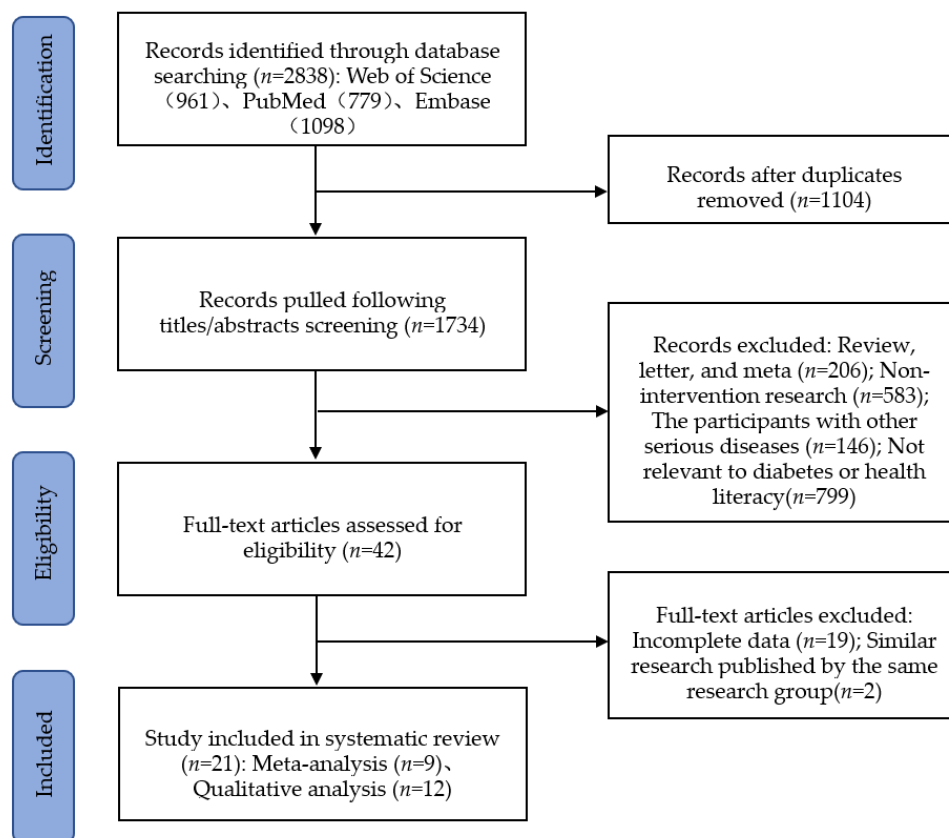 Identification
Records identified through database
searching (n=2838): Web of Science
（961）、PubMed（779）、Embase
（1098）
Records after duplicates
removed (n=1104)
Screening
Records pulled following
titles/abstracts screening (n=1734)
Records excluded: Review,
letter, and meta (n=206); Non-
intervention research (n=583);
The participants with other
serious diseases (n=146); Not
relevant to diabetes or health
literacy(n=799)
Eligibility
Full-text articles assessed for
eligibility (n=42)
Full-text articles excluded:
Incomplete data (n=19); Similar
research published by the same
research group(n=2)
Included
Study included in systematic review
(n=21): Meta-analysis (n=9)、
Qualitative analysis (n=12)